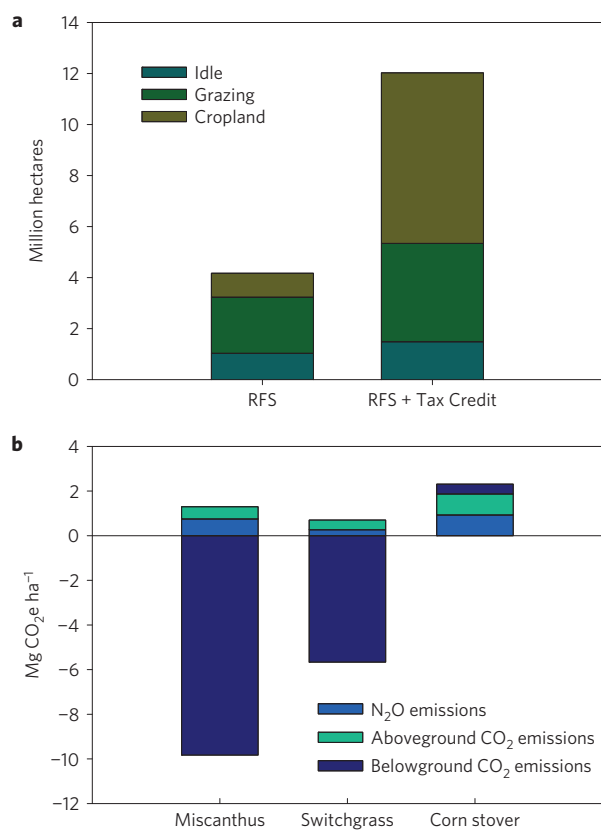 a
14
12
10
8
6
4
2
0
Million hectares
Idle
Grazing
Cropland
RFS
RFS + Tax Credit
b
4
2
0
−2
−4
−6
−8
−10
−12
Mg CO₂e ha⁻¹
N₂O emissions
Aboveground CO₂ emissions
Belowground CO₂ emissions
Miscanthus
Switchgrass
Corn stover